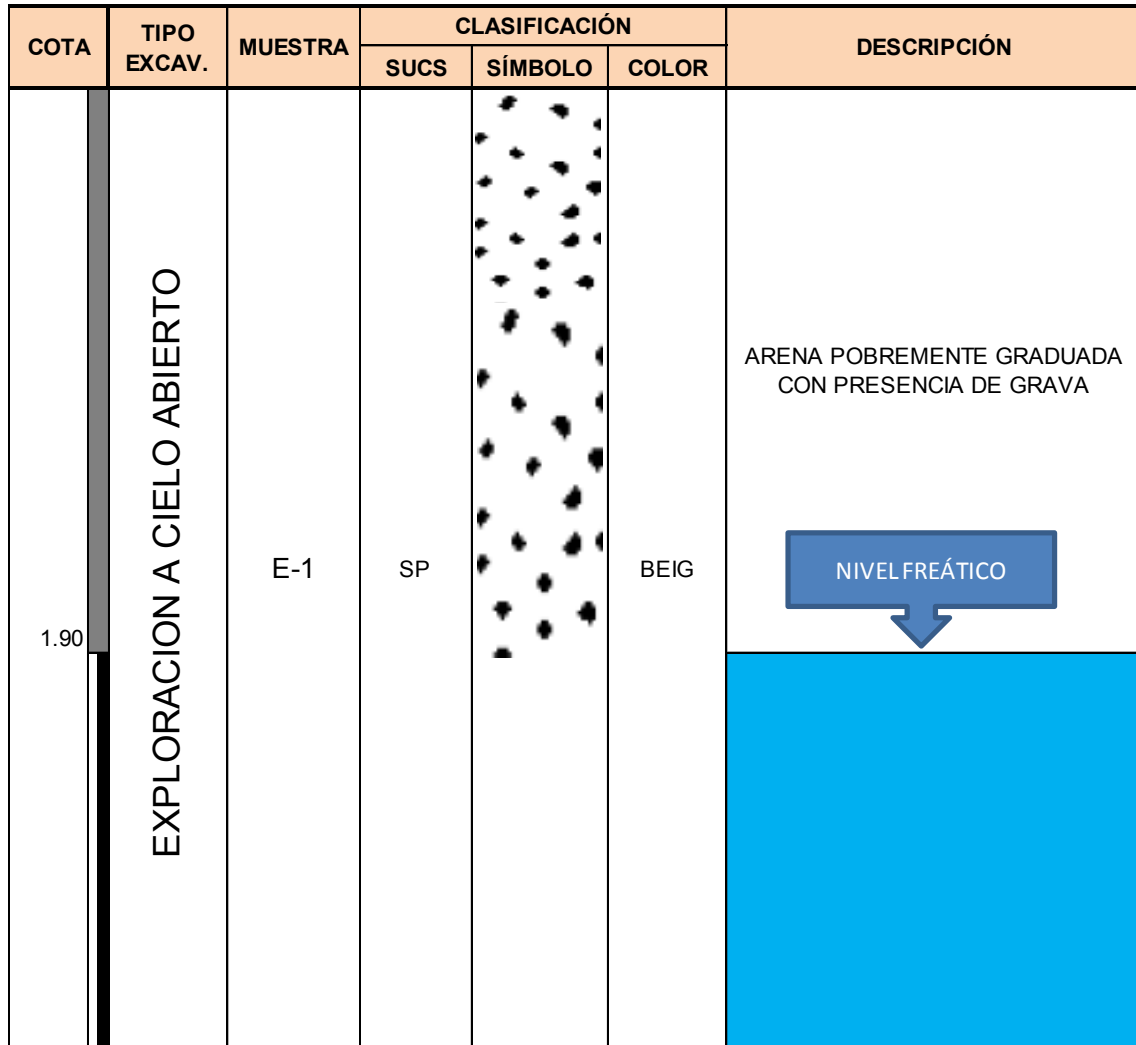 COTA
TIPO
EXCAV.
MUESTRA
CLASIFICACIÓN
SUCS
SÍMBOLO
COLOR
DESCRIPCIÓN
EXPLORACION A CIELO ABIERTO
E-1
SP
BEIG
ARENA POBREMENTE GRADUADA
CON PRESENCIA DE GRAVA
NIVEL FREÁTICO
1.90